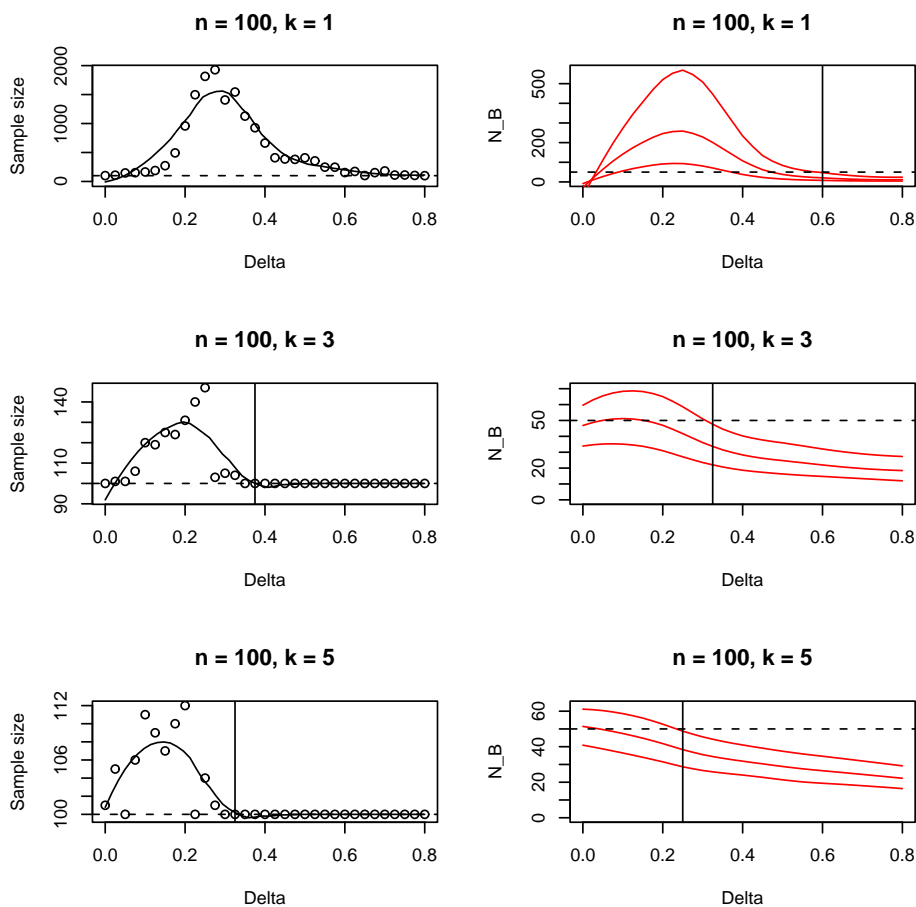 n = 100, k = 1
Sample size
0 1000 2000
0.0 0.2 0.4 0.6 0.8
Delta
n = 100, k = 1
N_B
0 200 500
0.0 0.2 0.4 0.6 0.8
Delta
n = 100, k = 3
Sample size
90 110 140
0.0 0.2 0.4 0.6 0.8
Delta
n = 100, k = 3
N_B
0 20 50
0.0 0.2 0.4 0.6 0.8
Delta
n = 100, k = 5
Sample size
100 106 112
0.0 0.2 0.4 0.6 0.8
Delta
n = 100, k = 5
N_B
0 20 40 60
0.0 0.2 0.4 0.6 0.8
Delta